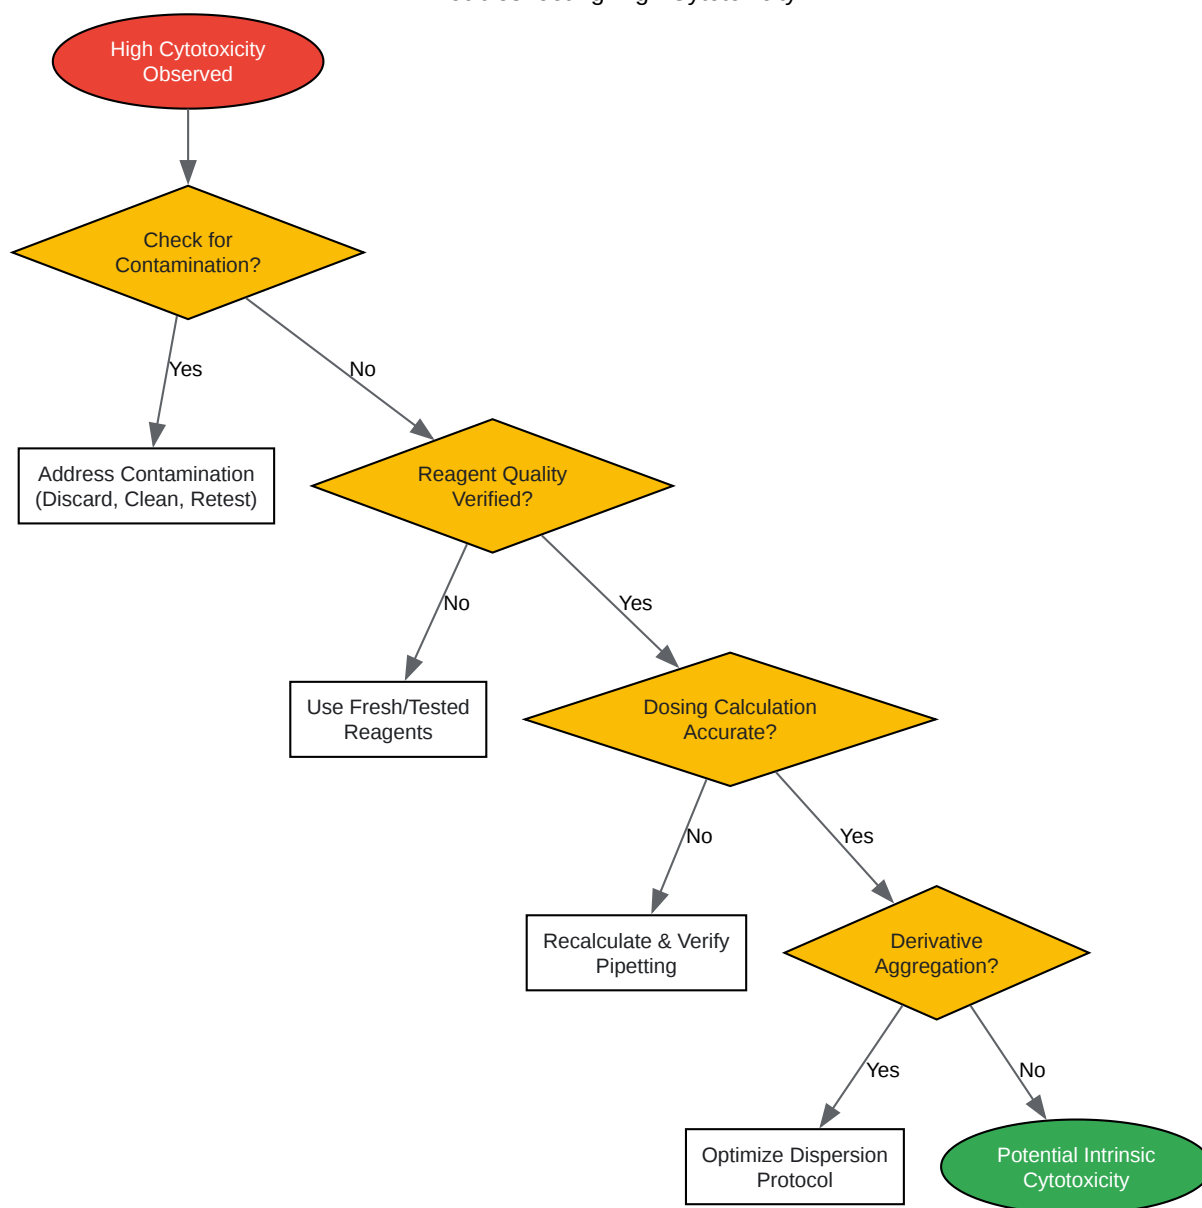 High Cytotoxicity
Observed
Check for
Contamination?
Yes
No
Address Contamination
(Discard, Clean, Retest)
Reagent Quality
Verified?
No
Yes
Use Fresh/Tested
Reagents
Dosing Calculation
Accurate?
No
Yes
Recalculate & Verify
Pipetting
Derivative
Aggregation?
Yes
No
Optimize Dispersion
Protocol
Potential Intrinsic
Cytotoxicity